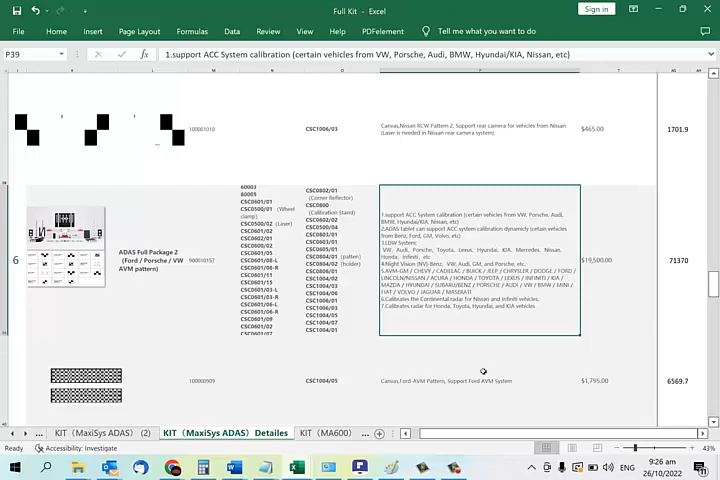 Full Kit - Excel
Sign in
File
Home
Insert
Page Layout
Formulas
Data
Review
View
Help
PDFelement
Tell me what you want to do
P39
fx
1.support ACC System calibration (certain vehicles from VW, Porsche, Audi, BMW, Hyundai/KIA, Nissan, etc)
100001010
CSC1006/03
Canvas,Nissan RCW Pattern 2, Support rear camera for vehicles from Nissan
(Laser is needed in Nissan rear camera system)
$465.00
1701.9
6
ADAS Full Package 2
(Ford / Porsche / VW
AVM pattern)
900010157
60003
60005
CSC0601/01
CSC0500/01 (Wheel
clamp)
CSC0500/02 (Laser)
CSC0601/01
CSC0602/01
CSC0600/02
CSC0601/01
CSC0601/08-L
CSC0601/08-R
CSC0601/11
CSC0601/15
CSC0601/03-L
CSC0601/03-R
CSC0601/06-L
CSC0601/06-R
CSC0601/09
CSC0601/02
CSC0601/07
CSC0802/01
(Corner Reflector)
CSC0800
(Calibration Stand)
CSC0500/04
CSC0603/01
CSC0605/01
CSC0804/01 (pattern)
CSC0804/02 (holder)
CSC0806/01
CSC1004/02
CSC1004/03
CSC1004/06
CSC1004/10
CSC1004/04
CSC1004/07
CSC1014/01
1.support ACC System calibration (certain vehicles from VW, Porsche, Audi,
BMW, Hyundai/KIA, Nissan, etc)
2.ADAS tablet can support ACC system calibration dynamicly (cetain vehicles
from Benz, Ford, GM, Volvo, etc)
3.LDW System:
VW, Audi, Porsche, Toyota, Lexus, Hyundai, KIA, Mercedes, Nissan,
Honda, Infiniti, etc
4.Night Vision (NV)-Benz, VW, Audi, GM, and Porsche, etc.
5.AVM-GM / CHEVY / CADILLAC / BUICK / JEEP / CHRYSLER / DODGE / FORD /
LINCOLN/NISSAN / ACURA / HONDA / TOYOTA / LEXUS / INFINITI / KIA /
MAZDA / HYUNDAI / SUBARU/BENZ / PORSCHE / AUDI / VW / BMW / MINI /
FIAT / VOLVO / JAGUAR / MASERATI
6.Calibrates the Continental radar for Nissan and Infiniti vehicles.
7.Calibrates radar for Honda, Toyota, Hyundai, and KIA vehicles
$19,500.00
71370
100000909
CSC1004/05
Canvas,Ford-AVM Pattern, Support Ford AVM System
$1,795.00
6569.7
... KIT（MaxiSys ADAS） (2)
KIT（MaxiSys ADAS）Detailes
KIT（MA600） ...
Ready
Accessibility: Investigate
43%
ENG
9:26 am
26/10/2022